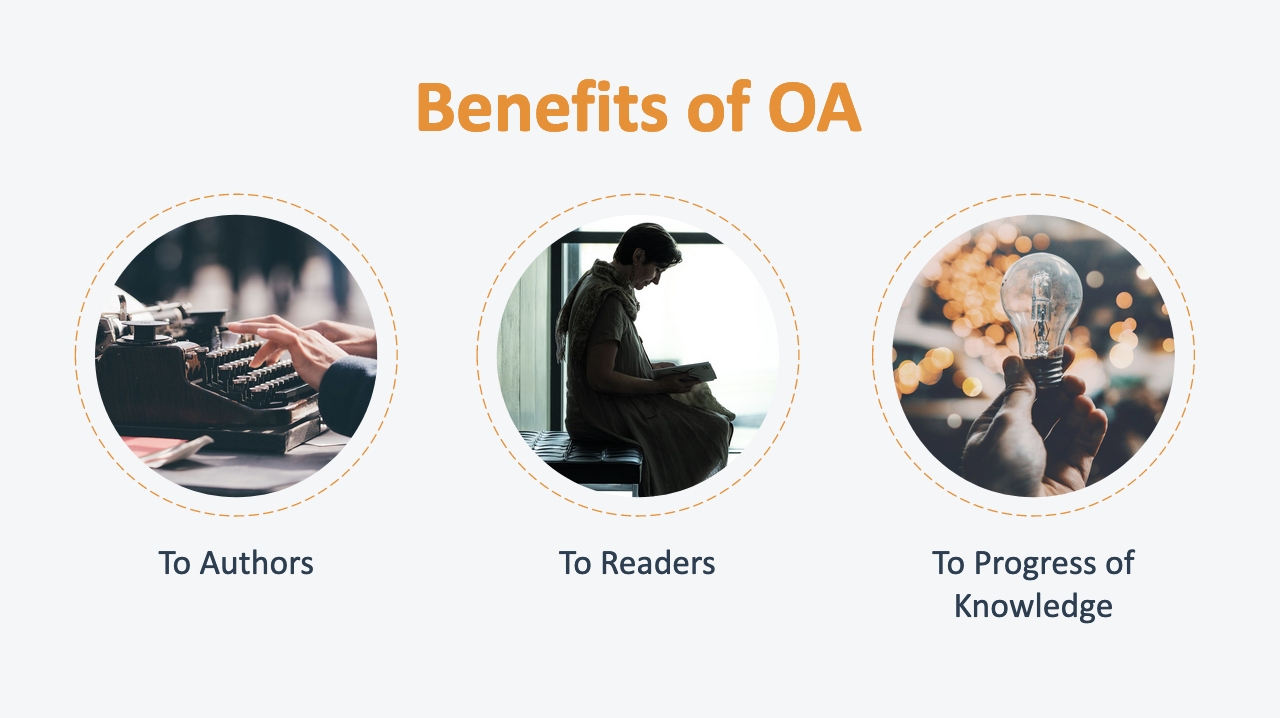 Benefits of OA
To Authors
To Readers
To Progress of
Knowledge